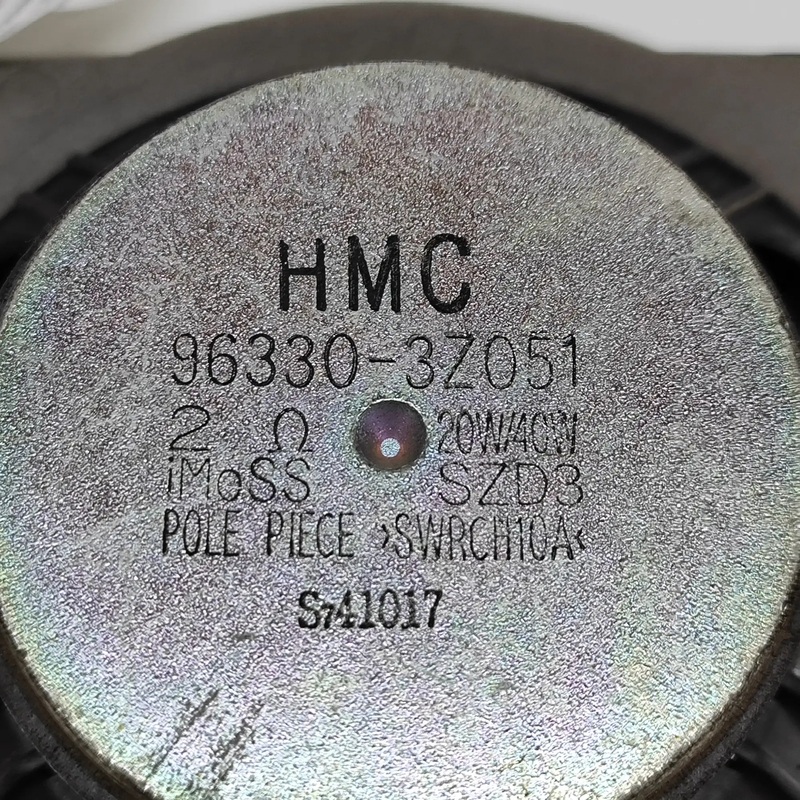 HMC
96330-3Z051
2 Ω 20W/40W
iMoSS SZD3
POLE PIECE >SWRCH10A<
S741017